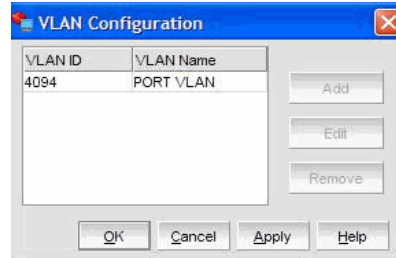 VLAN Configuration
VLAN ID VLAN Name
4094 PORT VLAN
Add
Edit
Remove
OK Cancel Apply Help